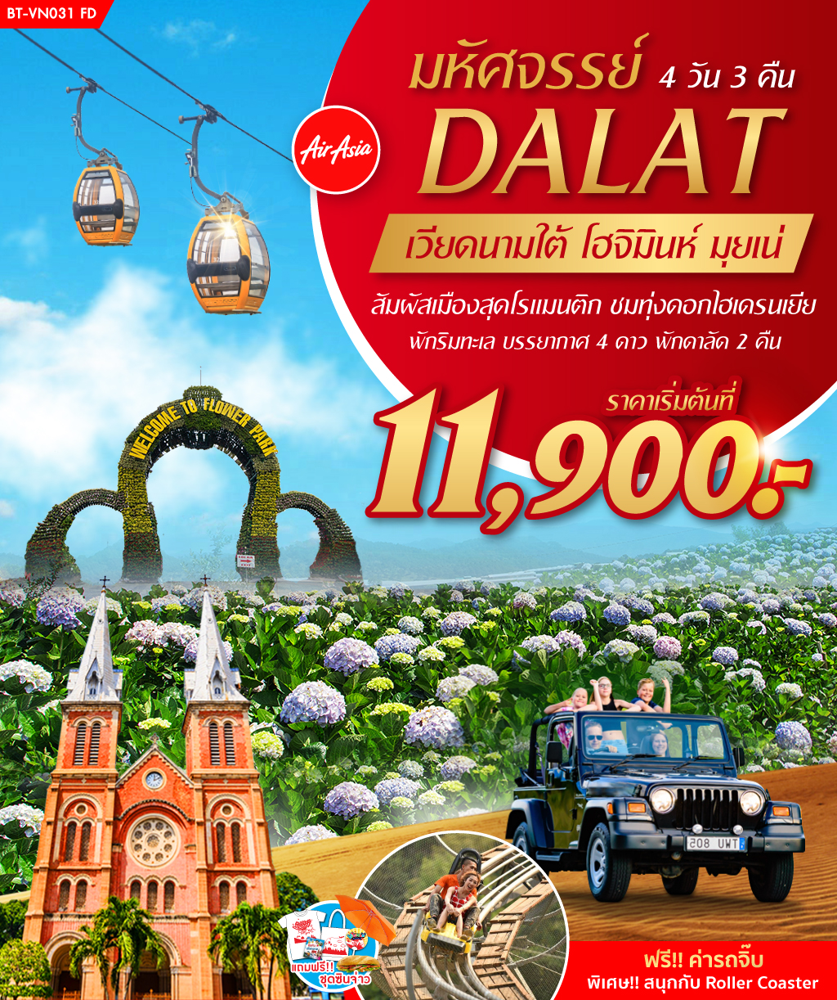 BT-VN031 FD
มหัศจรรย์ 4 วัน 3 คืน
AirAsia
DALAT
เวียดนามใต้ โฮจิมินห์ มุยเน่
สัมผัสเมืองสุดโรแมนติก ชมทุ่งดอกไฮเดรนเยีย
พักริมทะเล บรรยากาศ 4 ดาว พักดาลัด 2 คืน
ราคาเริ่มต้นที่
11,900.-
WELCOME TO FLOWER PARK
508 UWT
แถมฟรี!!
ชุดซินจ่าว
ฟรี!! ค่ารถจี๊บ
พิเศษ!! สนุกกับ Roller Coaster